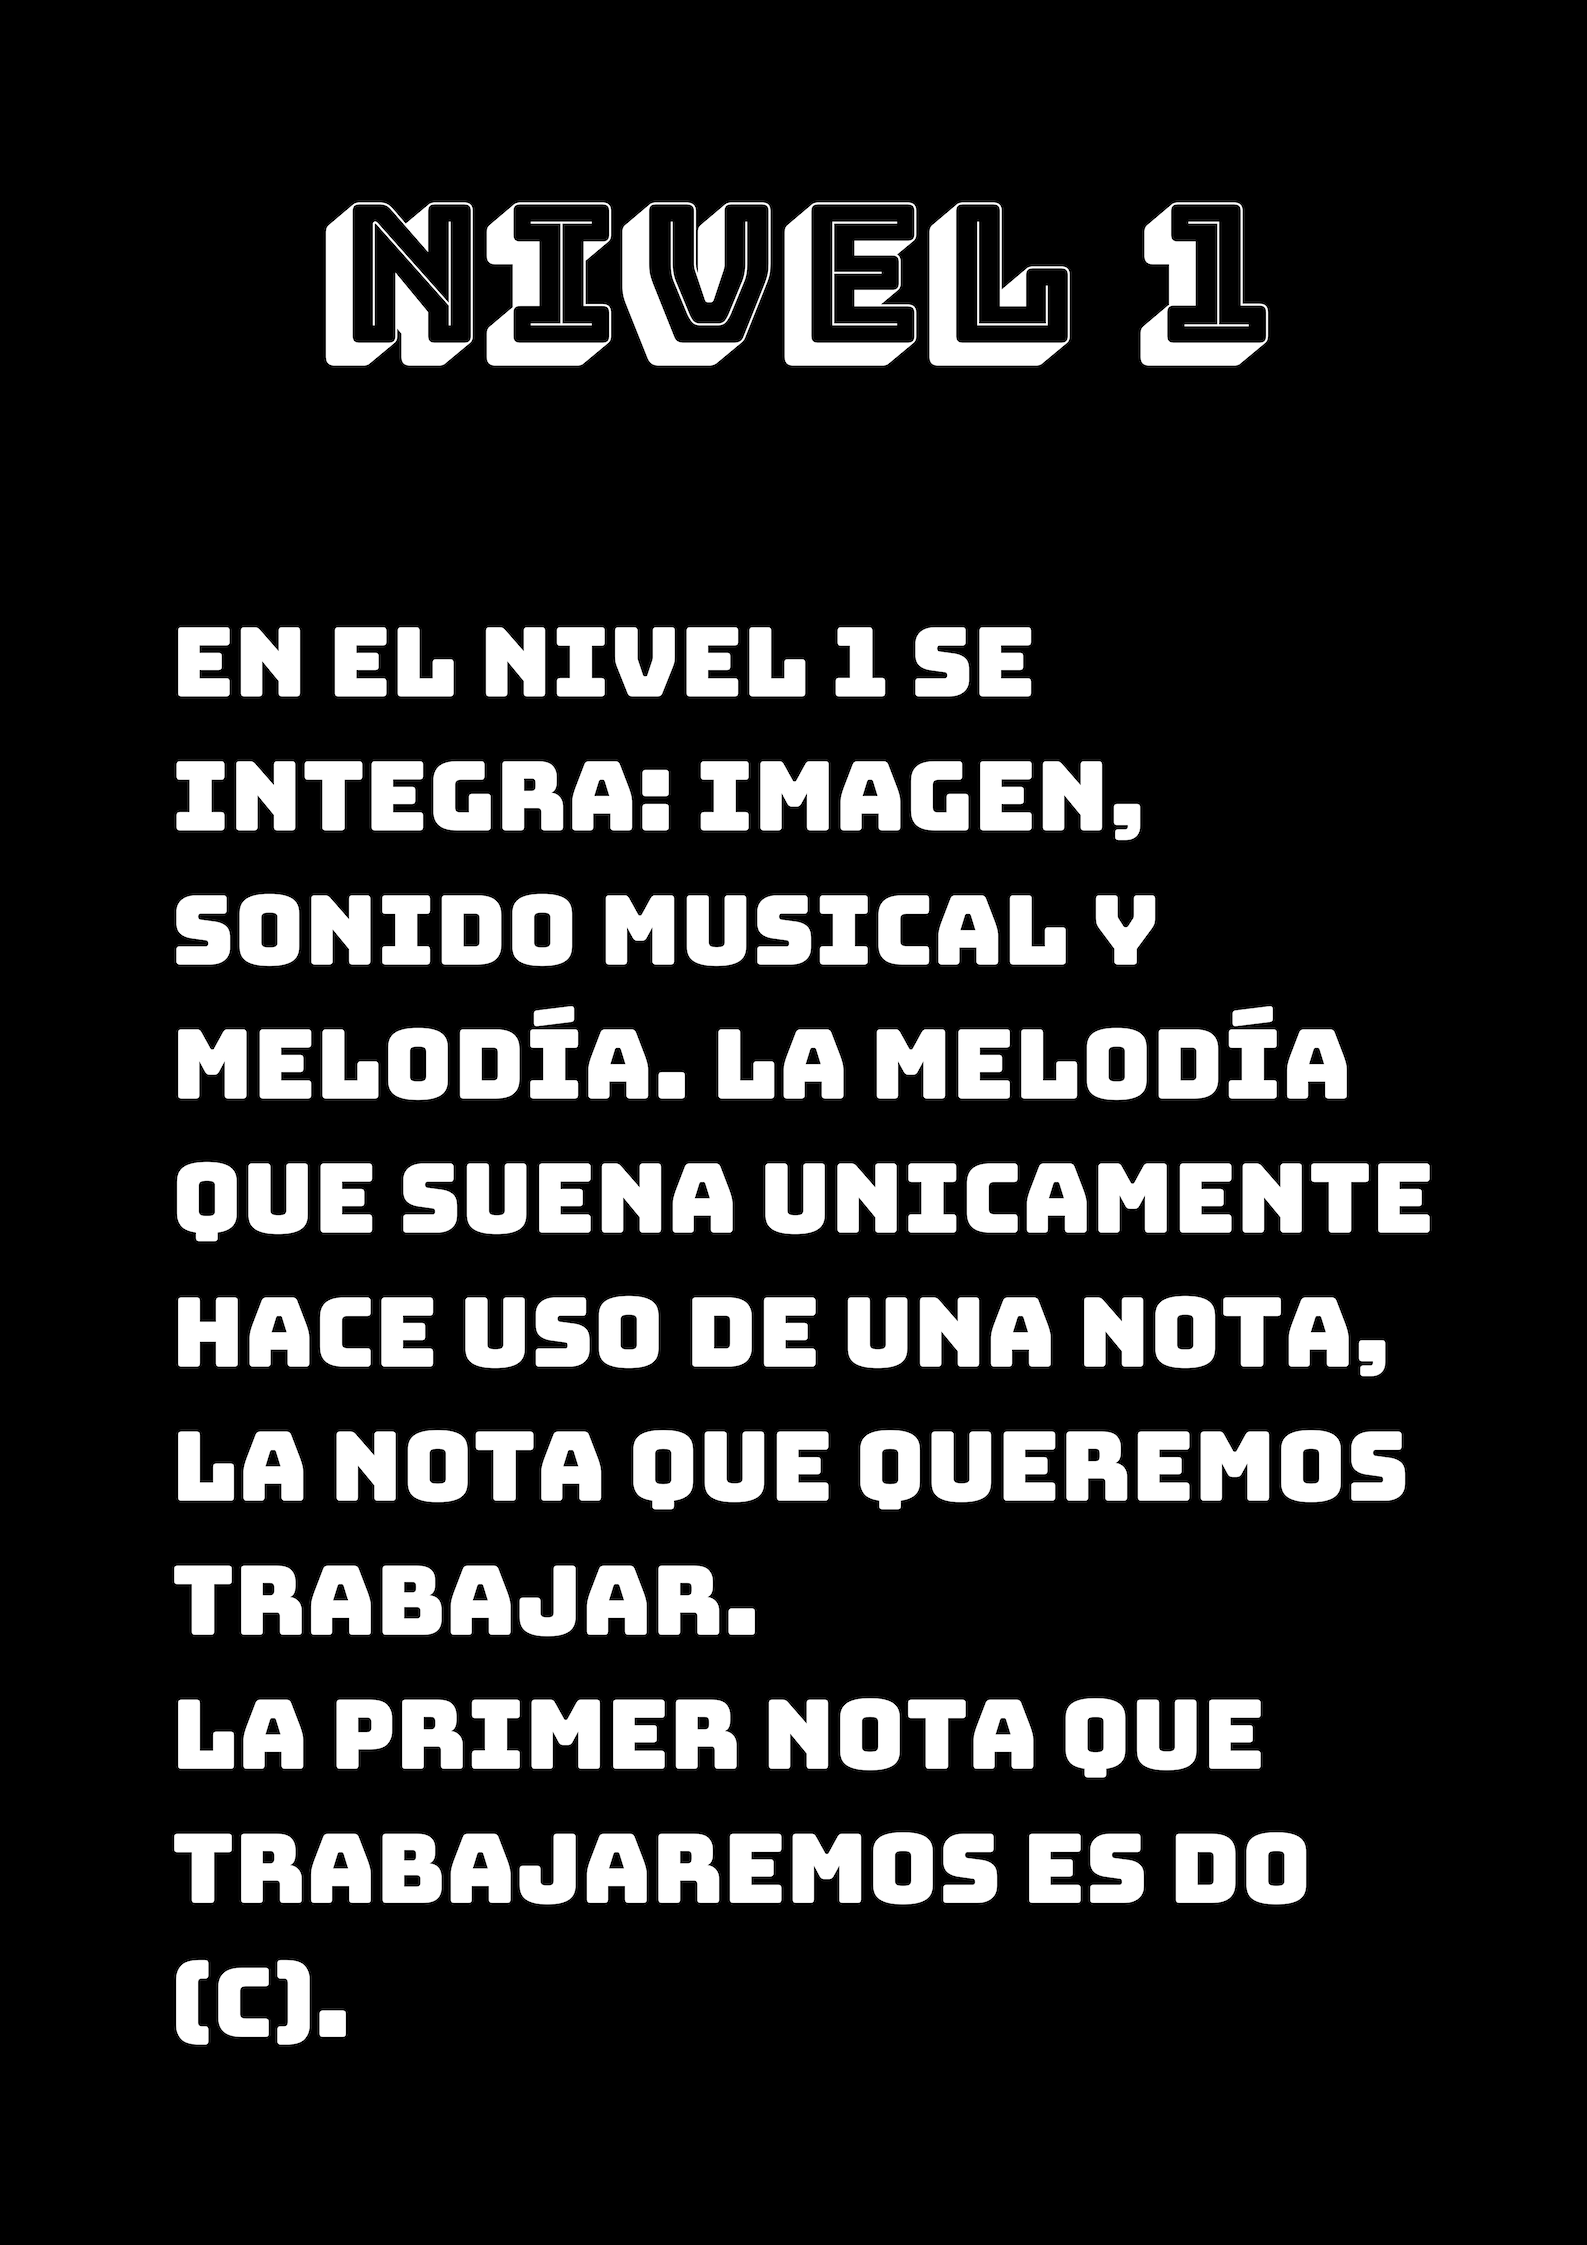 NIVEL 1
EN EL NIVEL 1 SE
INTEGRA: IMAGEN,
SONIDO MUSICAL Y
MELODÍA. LA MELODÍA
QUE SUENA UNICAMENTE
HACE USO DE UNA NOTA,
LA NOTA QUE QUEREMOS
TRABAJAR.
LA PRIMER NOTA QUE
TRABAJAREMOS ES DO
(C).